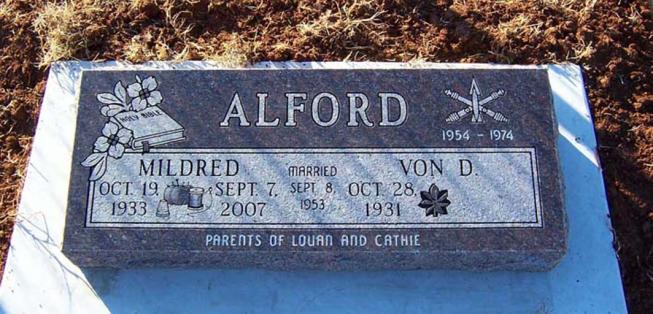 HOLY BIBLE
ALFORD
1954 - 1974
MILDRED
OCT. 19, SEPT. 7,
1933 2007
MARRIED
SEPT. 8,
1953
VON D.
OCT. 28,
1931
PARENTS OF LOUAN AND CATHIE